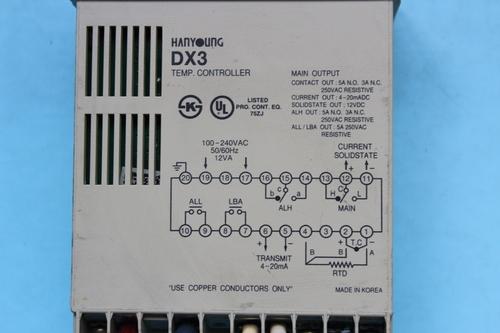 HANYOUNG
DX3
TEMP. CONTROLLER
K S
UL
LISTED
PRO. CONT. EQ.
76ZJ
MAIN OUTPUT
CONTACT OUT : 5A N.O. 3A N.C.
250VAC RESISTIVE
CURRENT OUT : 4-20mADC
SOLIDSTATE OUT : 12VDC
ALH OUT : 5A N.O. 3A N.C.
250VAC RESISTIVE
ALL / LBA OUT : 5A 250VAC
RESISTIVE
100-240VAC
50/60Hz
12VA
CURRENT
SOLIDSTATE
+ −
20 19 18 17 16 15 14 13 12 11
b c a H C L
ALL LBA ALH MAIN
10 9 8 7 6 5 4 3 2 1
+ − + T.C −
TRANSMIT
4-20mA
B B A
RTD
"USE COPPER CONDUCTORS ONLY"
MADE IN KOREA